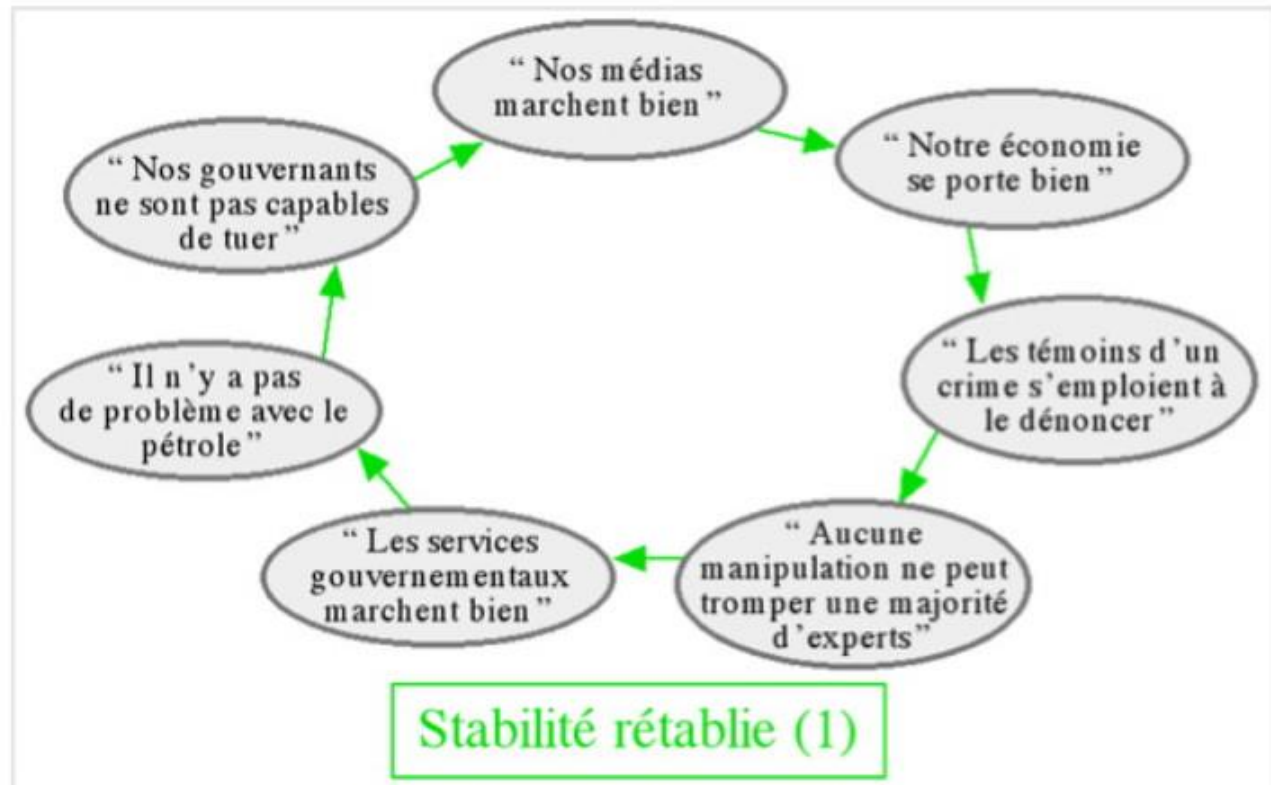 “ Nos médias
marchent bien ”
“ Notre économie
se porte bien ”
“ Les témoins d’un
crime s’emploient à
le dénoncer”
“ Aucune
manipulation ne peut
tromper une majorité
d’experts”
“ Les services
gouvernementaux
marchent bien ”
“ Il n’y a pas
de problème avec le
pétrole”
“ Nos gouvernants
ne sont pas capables
de tuer”
Stabilité rétablie (1)